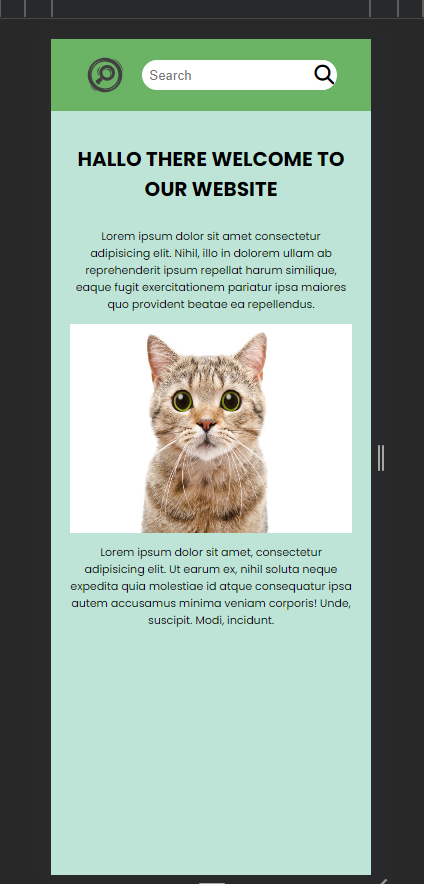 Search
HALLO THERE WELCOME TO
OUR WEBSITE
Lorem ipsum dolor sit amet consectetur
adipisicing elit. Nihil, illo in dolorem ullam ab
reprehenderit ipsum repellat harum similique,
eaque fugit exercitationem pariatur ipsa maiores
quo provident beatae ea repellendus.
Lorem ipsum dolor sit amet, consectetur
adipisicing elit. Ut earum ex, nihil soluta neque
expedita quia molestiae id atque consequatur ipsa
autem accusamus minima veniam corporis! Unde,
suscipit. Modi, incidunt.